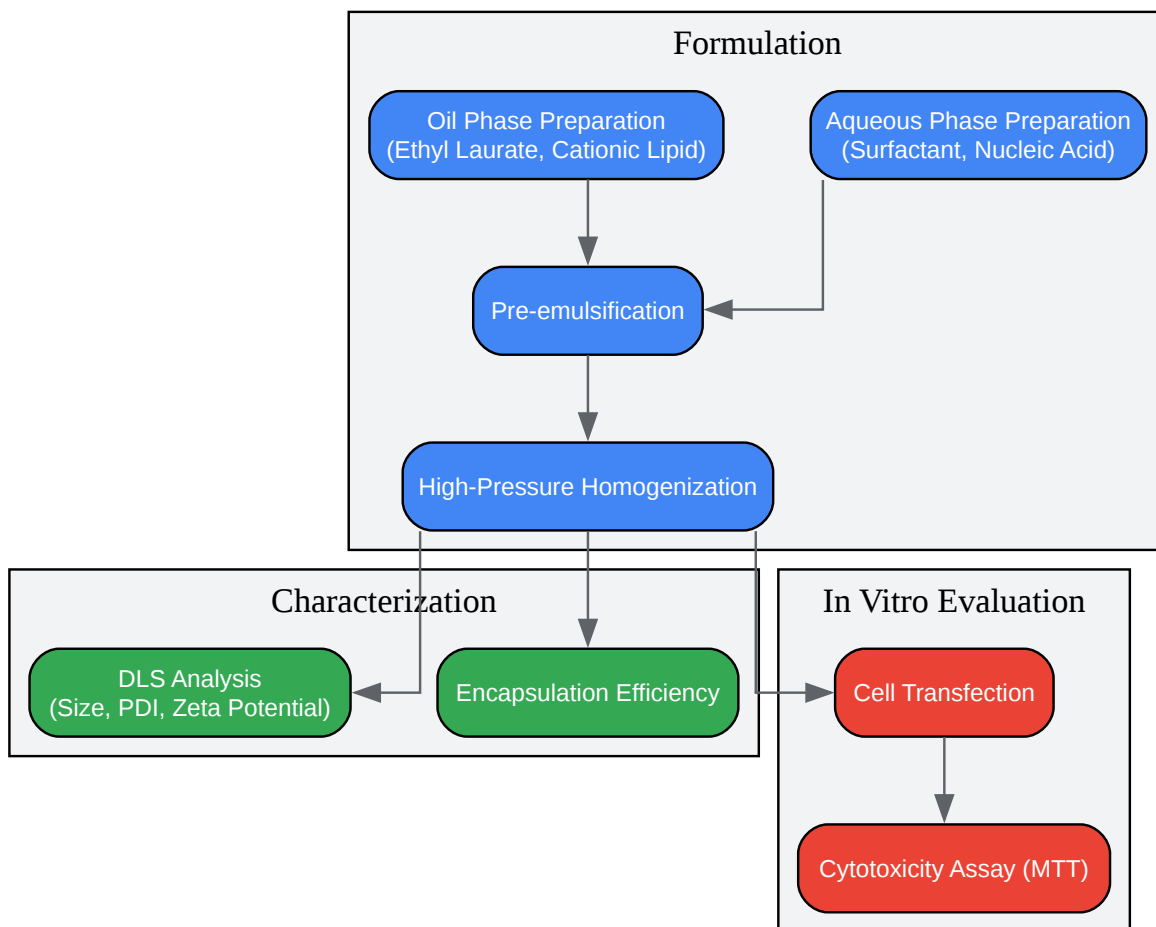 Formulation
Oil Phase Preparation
(Ethyl Laurate, Cationic Lipid)
Aqueous Phase Preparation
(Surfactant, Nucleic Acid)
Pre-emulsification
High-Pressure Homogenization
Characterization
DLS Analysis
(Size, PDI, Zeta Potential)
Encapsulation Efficiency
In Vitro Evaluation
Cell Transfection
Cytotoxicity Assay (MTT)